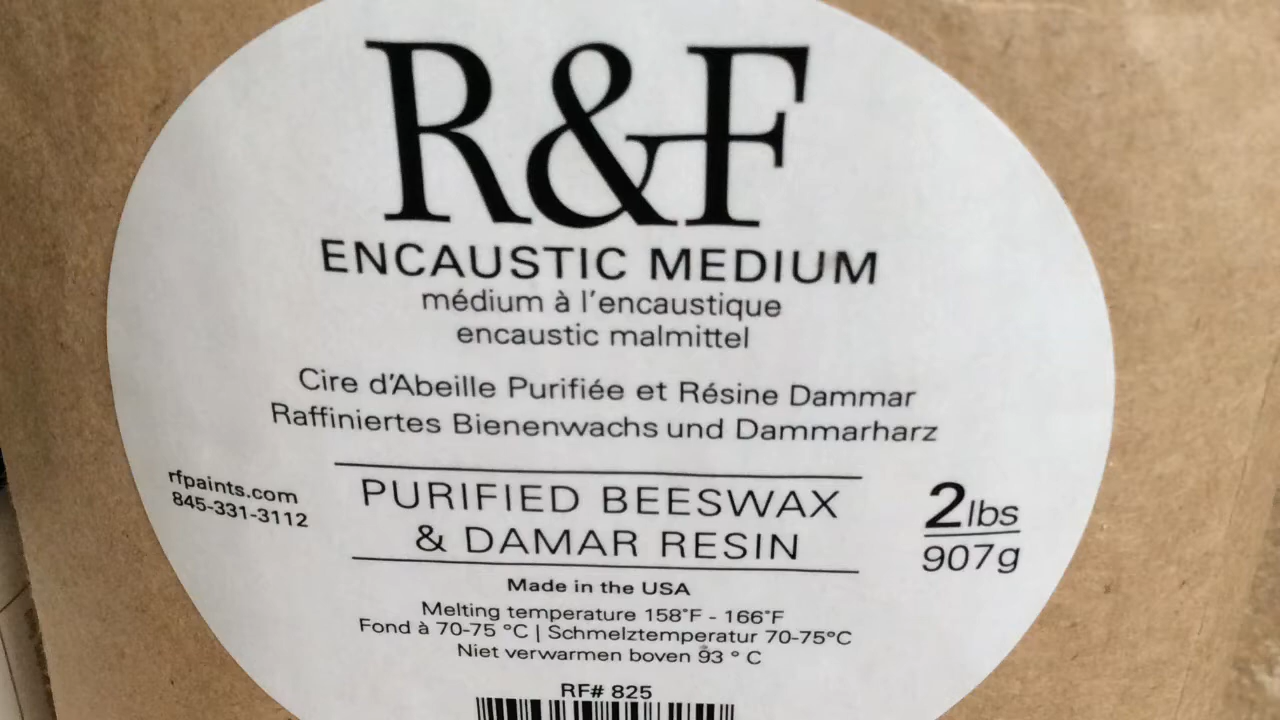 R&F
ENCAUSTIC MEDIUM
médium à l'encaustique
encaustic malmittel
Cire d'Abeille Purifiée et Résine Dammar
Raffiniertes Bienenwachs und Dammarharz
rfpaints.com
845-331-3112
PURIFIED BEESWAX
& DAMAR RESIN
2lbs
907g
Made in the USA
Melting temperature 158°F - 166°F
Fond à 70-75 °C | Schmelztemperatur 70-75°C
Niet verwarmen boven 93 ° C
RF# 825